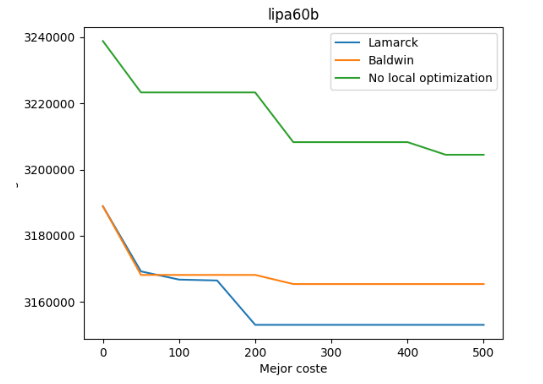 lipa60b
3240000
3220000
3200000
3180000
3160000
Lamarck
Baldwin
No local optimization
0 100 200 300 400 500
Mejor coste